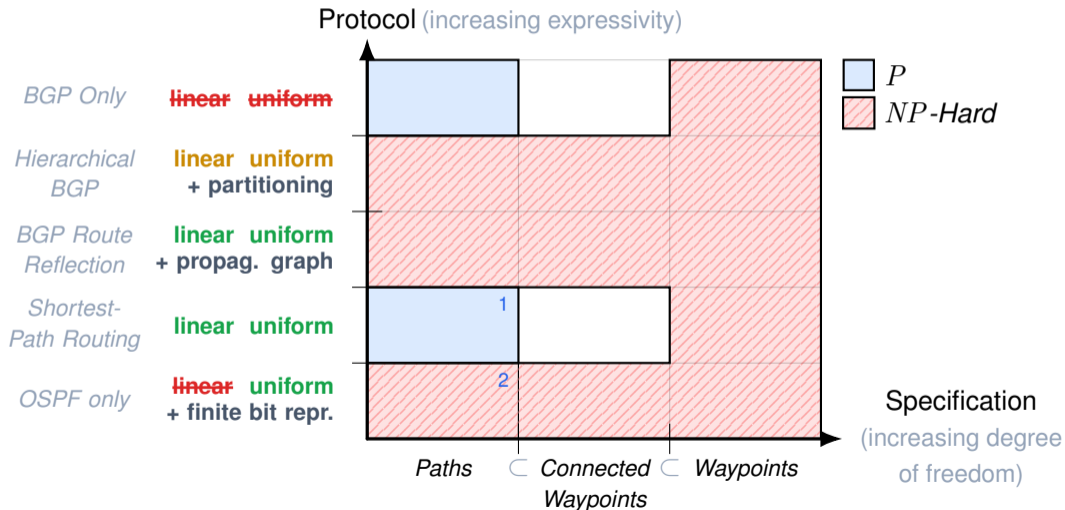 Protocol (increasing expressivity)
BGP Only linear uniform
P
NP-Hard
Hierarchical BGP linear uniform + partitioning
BGP Route Reflection linear uniform + propag. graph
Shortest-Path Routing linear uniform
1
OSPF only linear uniform + finite bit repr.
2
Specification
(increasing degree
of freedom)
Paths ⊂ Connected ⊂ Waypoints
Waypoints